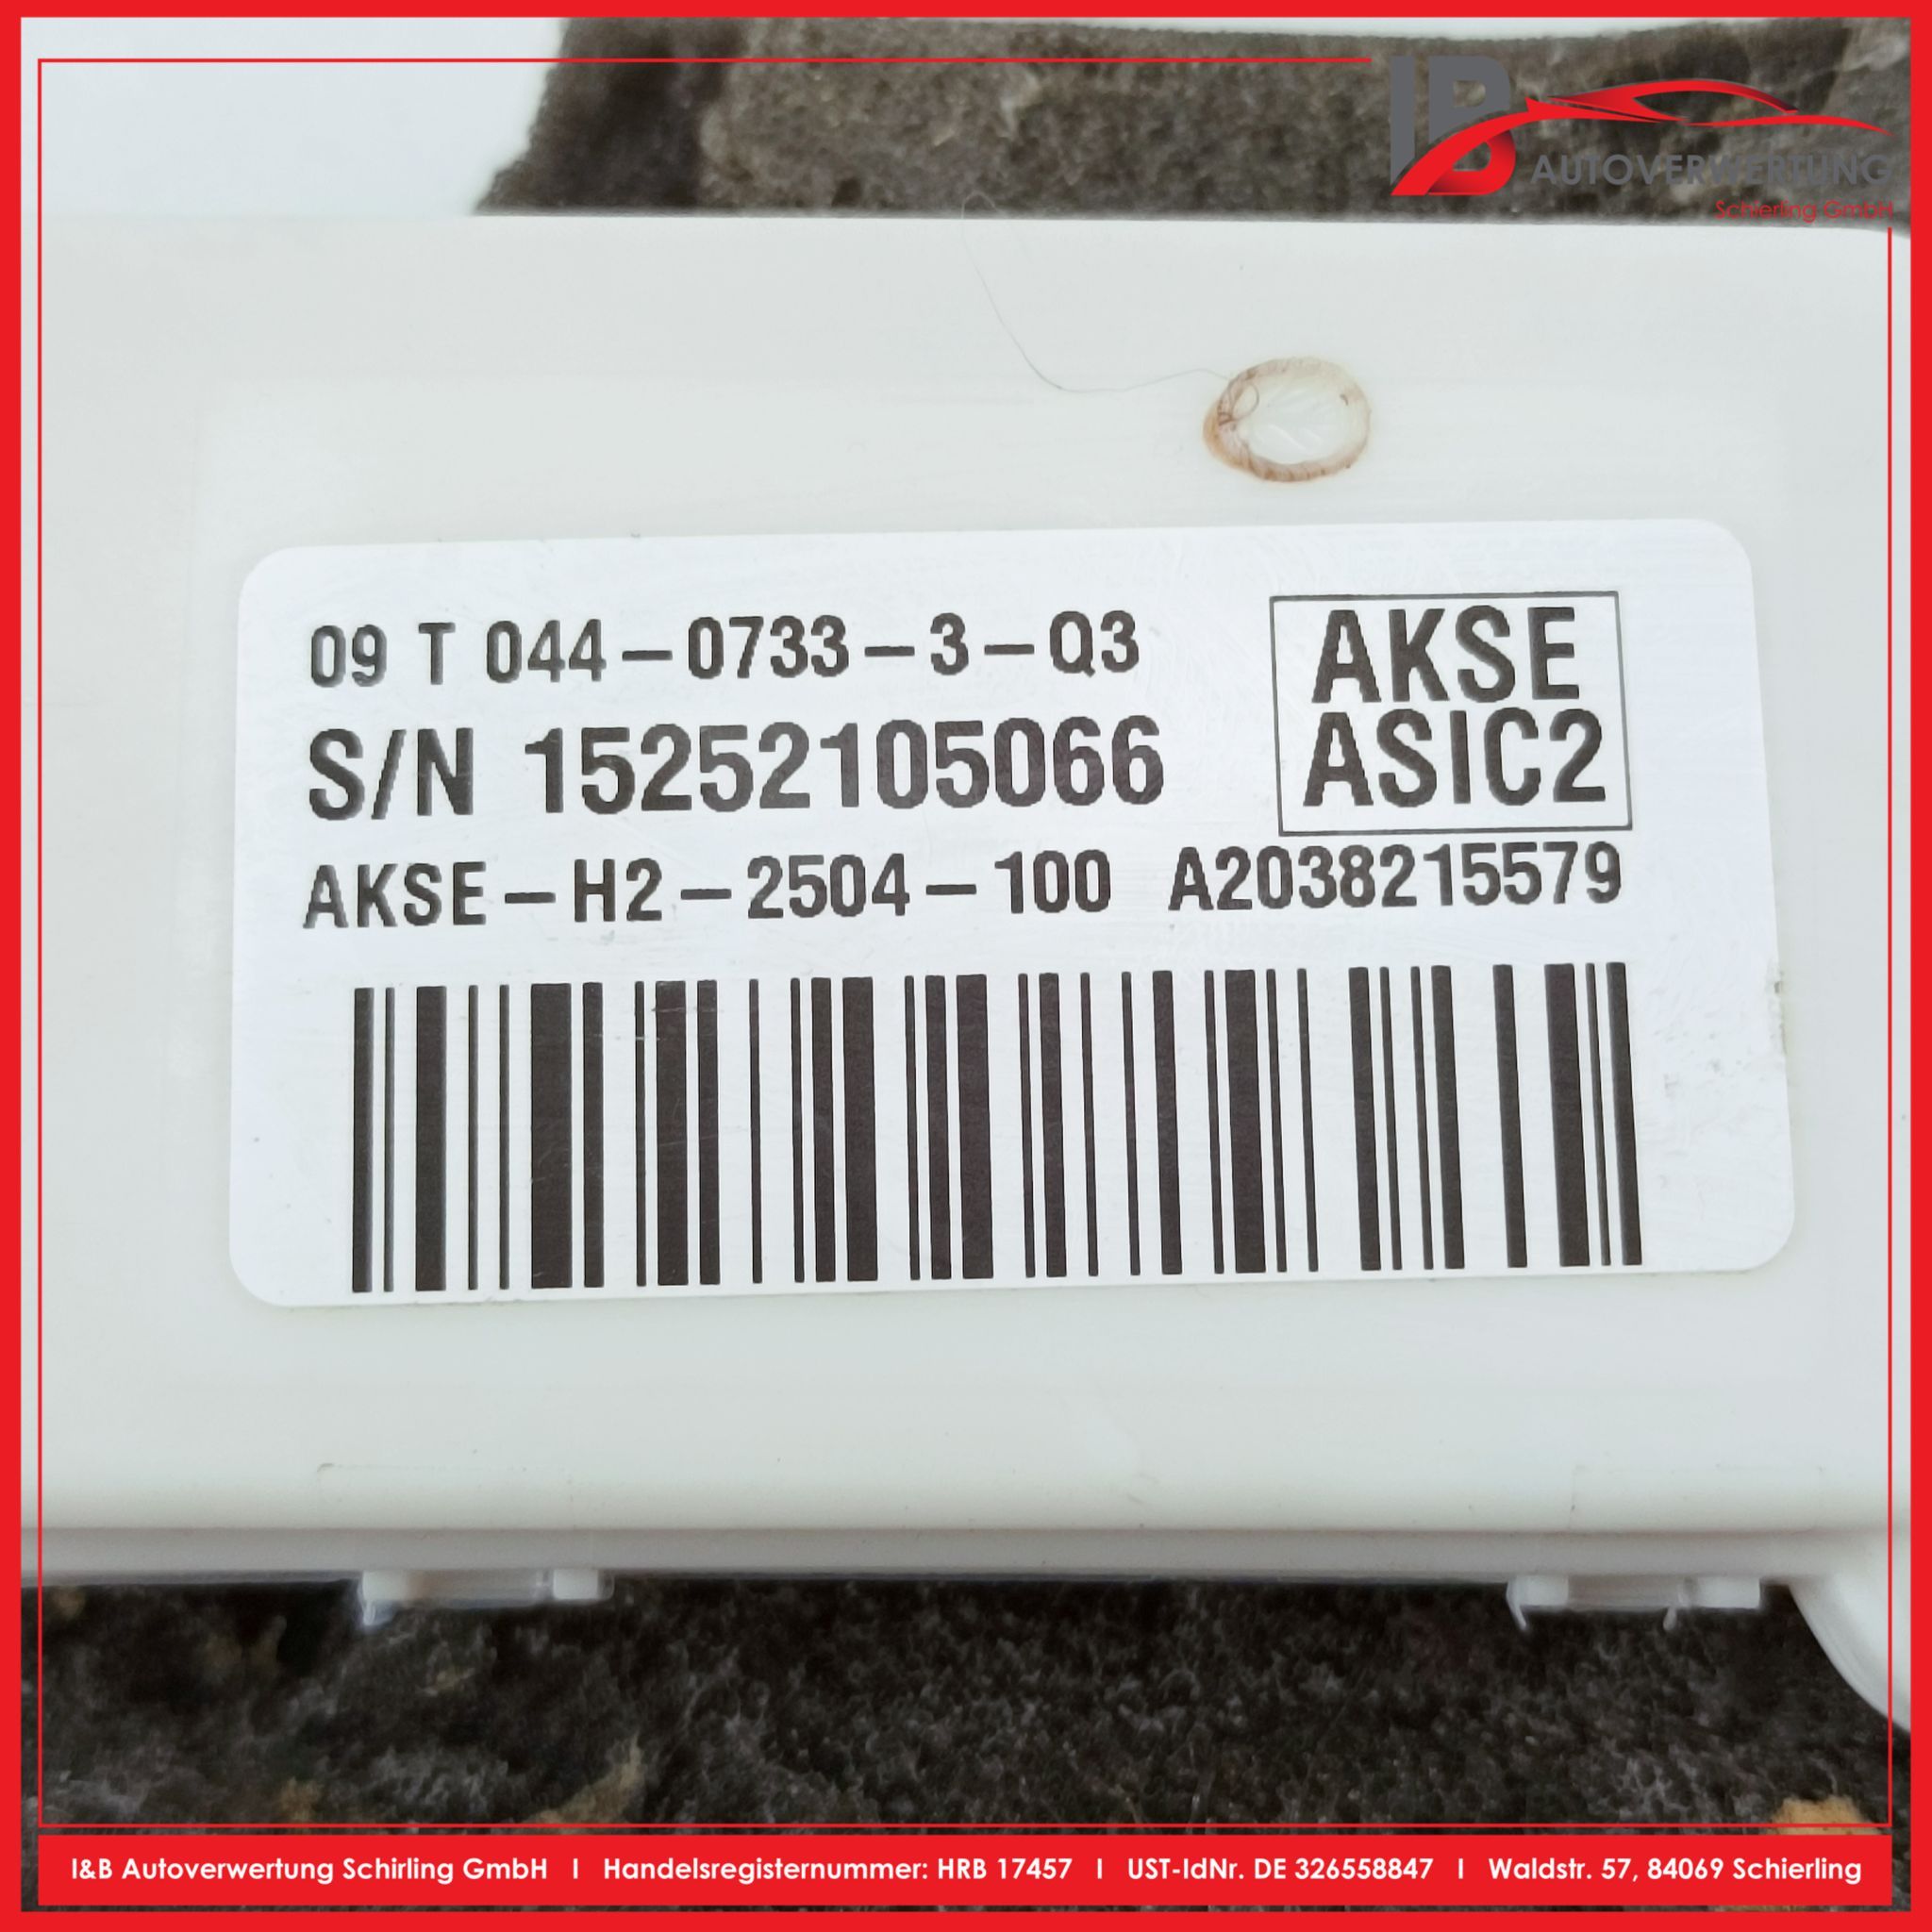 IB
AUTOVERWERTUNG
Schierling GmbH
09 T 044-0733-3-Q3
S/N 15252105066
AKSE
ASIC2
AKSE-H2-2504-100 A2038215579
I&B Autoverwertung Schirling GmbH I Handelsregisternummer: HRB 17457 I UST-IdNr. DE 326558847 I Waldstr. 57, 84069 Schierling